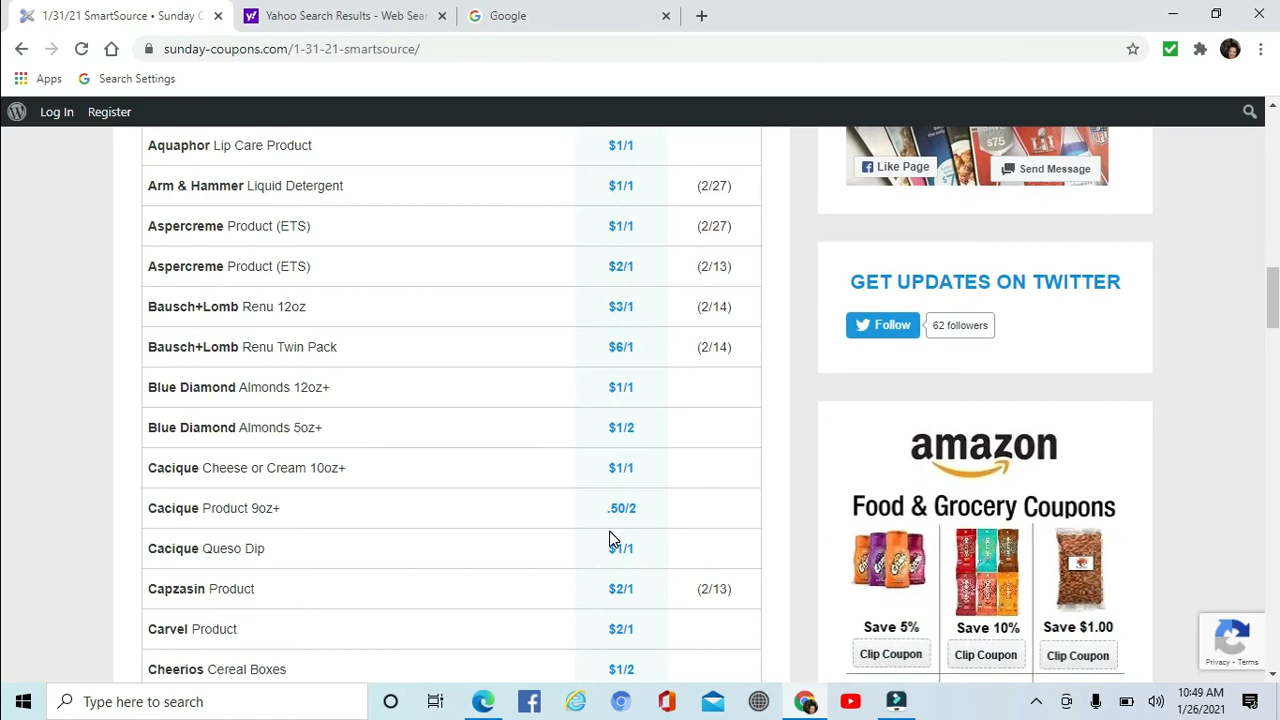 1/31/21 SmartSource • Sunday C
Yahoo Search Results - Web Sear
Google
sunday-coupons.com/1-31-21-smartsource/
Apps
Search Settings
Log In
Register
Aquaphor Lip Care Product $1/1
Arm & Hammer Liquid Detergent $1/1 (2/27)
Aspercreme Product (ETS) $1/1 (2/27)
Aspercreme Product (ETS) $2/1 (2/13)
Bausch+Lomb Renu 12oz $3/1 (2/14)
Bausch+Lomb Renu Twin Pack $6/1 (2/14)
Blue Diamond Almonds 12oz+ $1/1
Blue Diamond Almonds 5oz+ $1/2
Cacique Cheese or Cream 10oz+ $1/1
Cacique Product 9oz+ .50/2
Cacique Queso Dip $1/1
Capzasin Product $2/1 (2/13)
Carvel Product $2/1
Cheerios Cereal Boxes $1/2
$75
LI
Like Page
Send Message
GET UPDATES ON TWITTER
Follow
62 followers
amazon
Food & Grocery Coupons
Save 5%
Save 10%
Save $1.00
Clip Coupon
Clip Coupon
Clip Coupon
Privacy - Terms
Type here to search
10:49 AM
1/26/2021